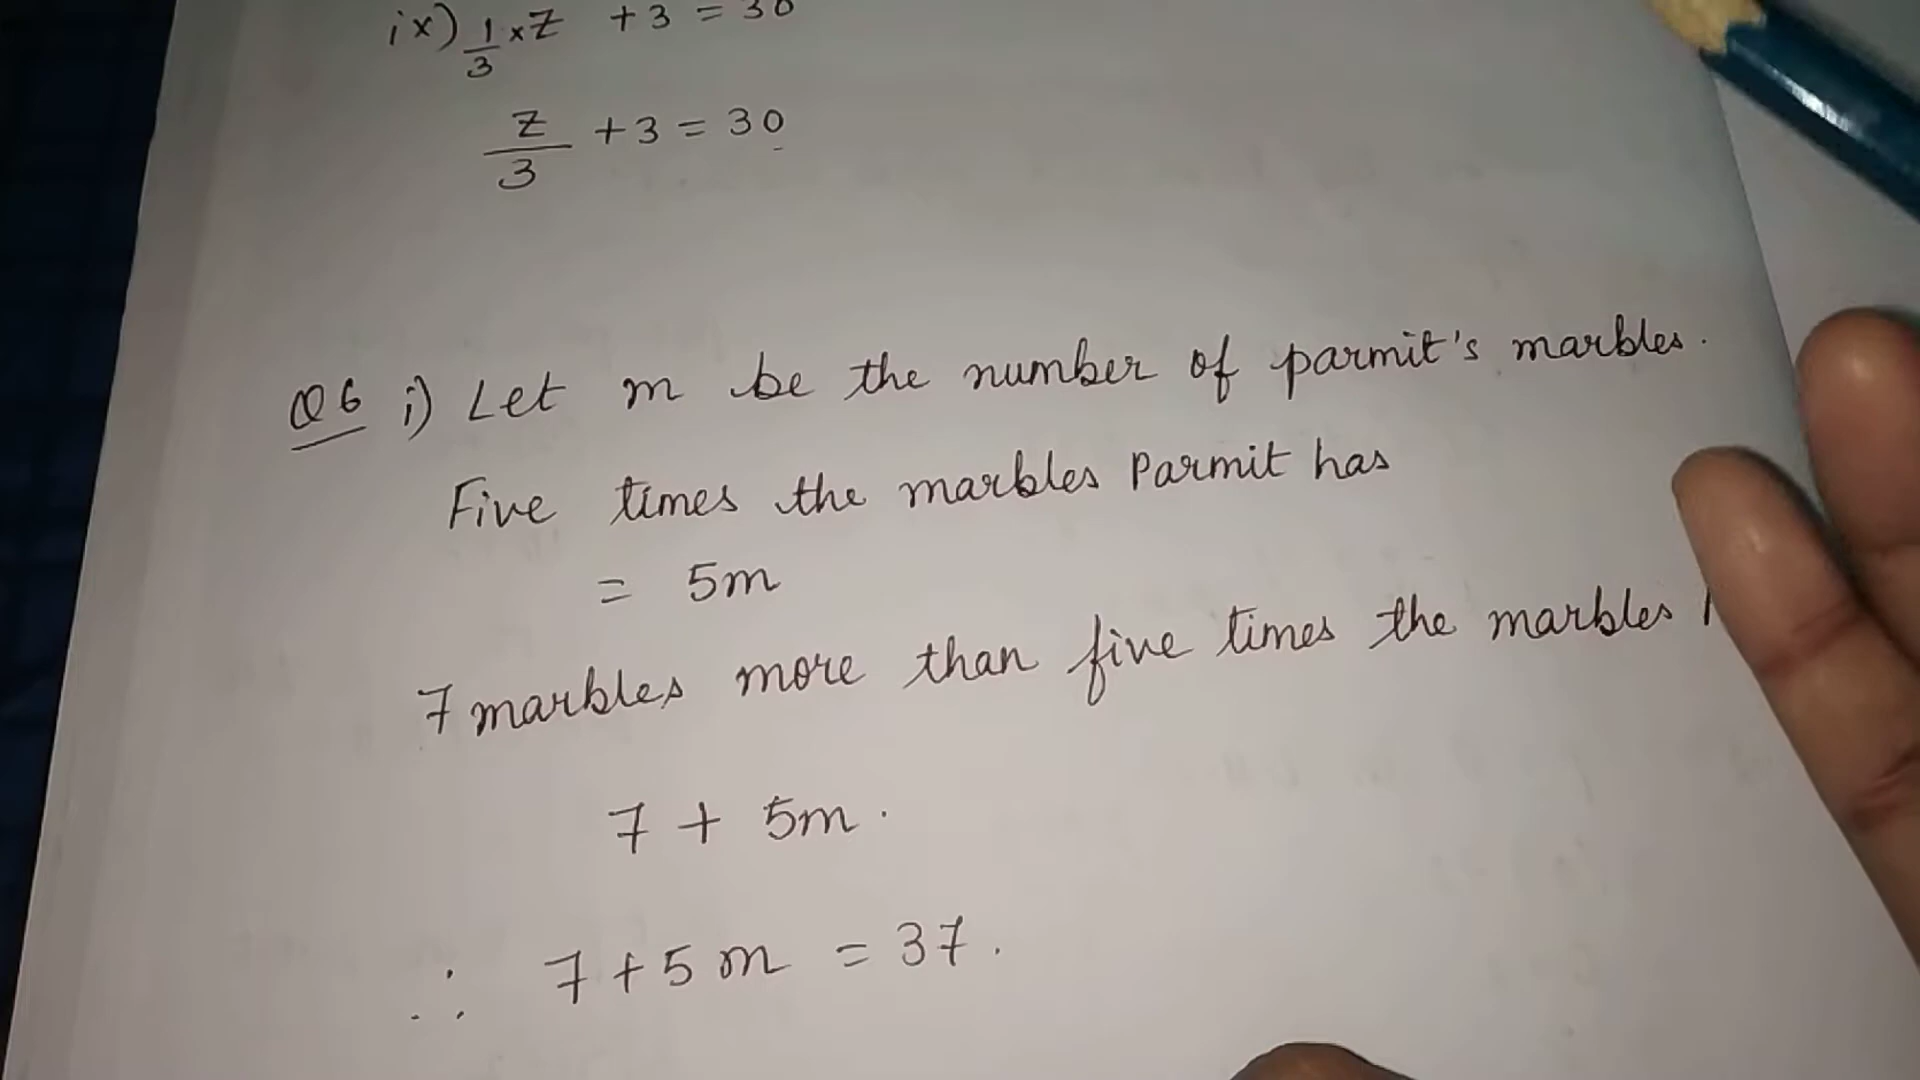 ix) 1/3 × z + 3 = 30
z/3 + 3 = 30
Q6 i) Let m be the number of parmit's marbles.
Five times the marbles Parmit has
= 5m
7 marbles more than five times the marbles
7 + 5m.
∴ 7 + 5m = 37.